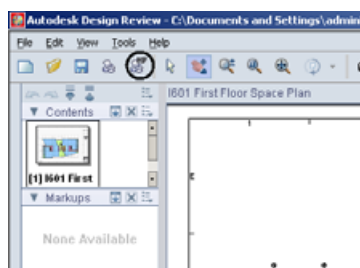 Autodesk Design Review - C:\Documents and Settings\admin
File Edit View Tools Help
I601 First Floor Space Plan
Contents
[1] I601 First
Markups
None Available